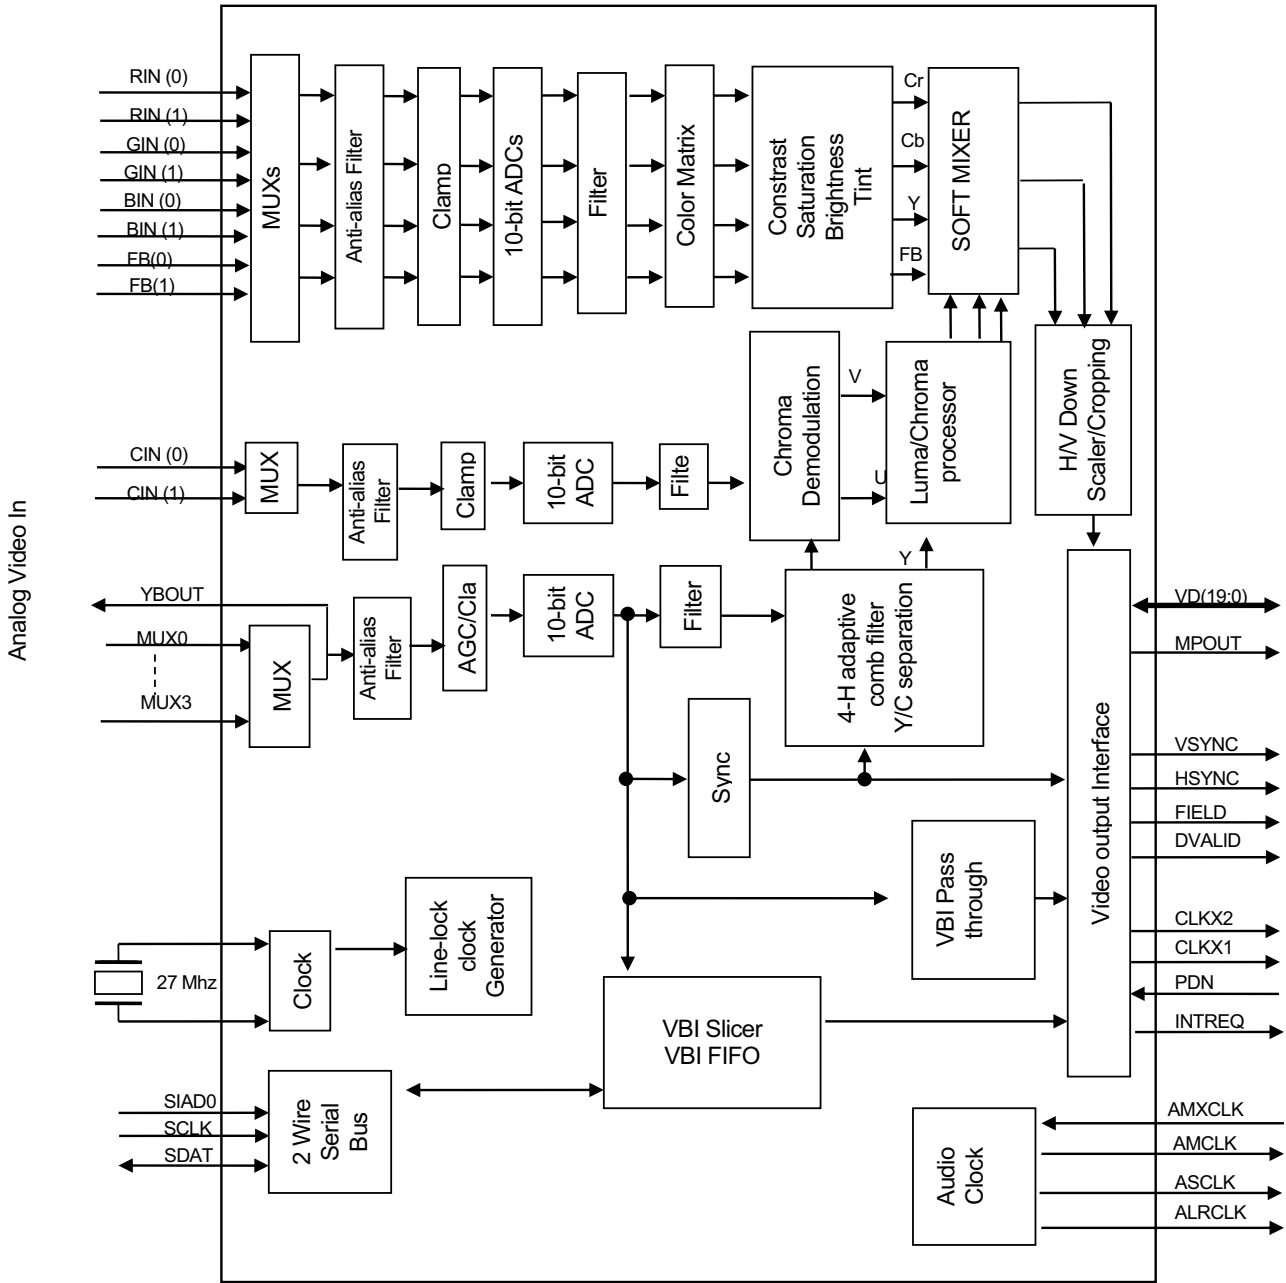 Analog Video In
RIN (0)
RIN (1)
GIN (0)
GIN (1)
BIN (0)
BIN (1)
FB(0)
FB(1)
MUXs
Anti-alias Filter
Clamp
10-bit ADCs
Filter
Color Matrix
Constrast
Saturation
Brightness
Tint
Cr
Cb
Y
FB
SOFT MIXER
CIN (0)
CIN (1)
MUX
Anti-alias
Filter
Clamp
10-bit
ADC
Filte
Chroma
Demodulation
V
U
Luma/Chroma
processor
H/V Down
Scaler/Cropping
YBOUT
MUX0
MUX3
MUX
Anti-alias
Filter
AGC/Cla
10-bit
ADC
Filter
4-H adaptive
comb filter
Y/C separation
Y
Sync
VBI Pass
through
Video output Interface
VD(19:0)
MPOUT
VSYNC
HSYNC
FIELD
DVALID
CLKX2
CLKX1
PDN
INTREQ
27 Mhz
Clock
Line-lock
clock
Generator
VBI Slicer
VBI FIFO
SIAD0
SCLK
SDAT
2 Wire
Serial
Bus
Audio
Clock
AMXCLK
AMCLK
ASCLK
ALRCLK